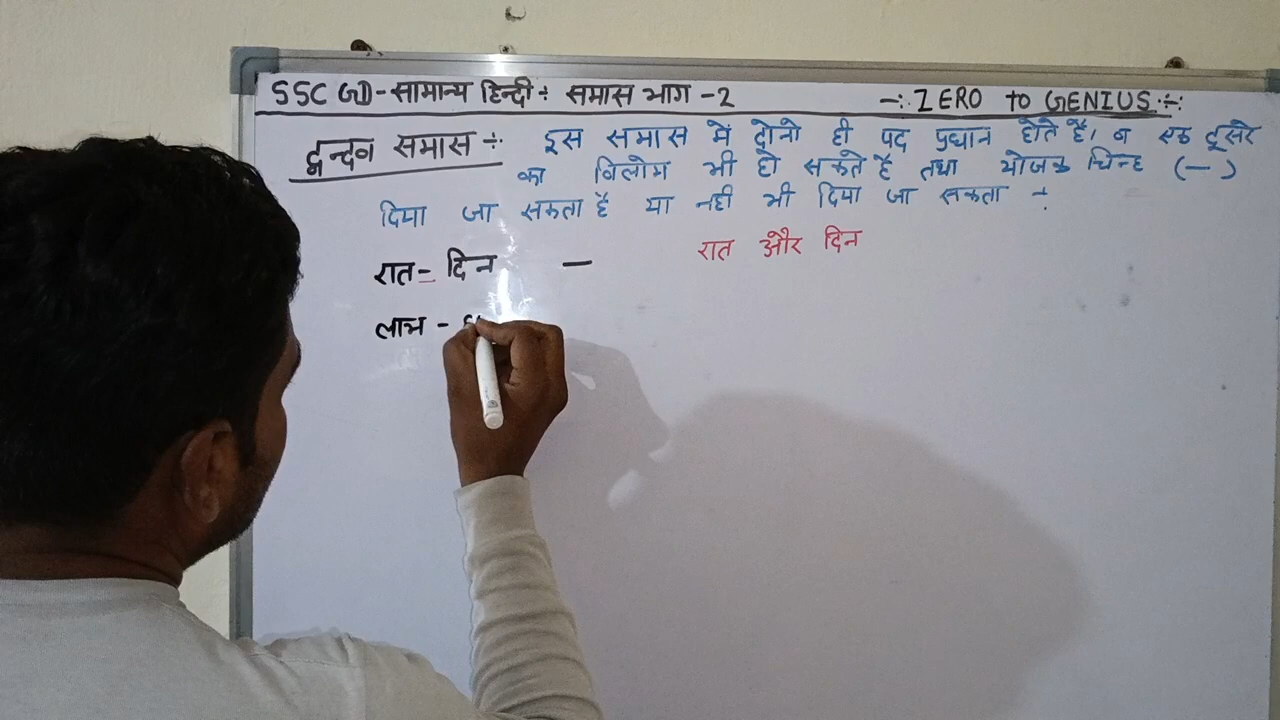 SSC GD-सामान्य हिन्दी ÷ समास भाग -2 -:. ZERO to GENIUS .:-
द्वन्दव समास ÷ इस समास में दोनो ही पद प्रधान होते है। व एक दूसरे
का विलोम भी हो सकते है तथा योजक चिन्ह (-)
दिया जा सकता है या नही भी दिया जा सकता ÷
रात- दिन - रात और दिन
लाभ -